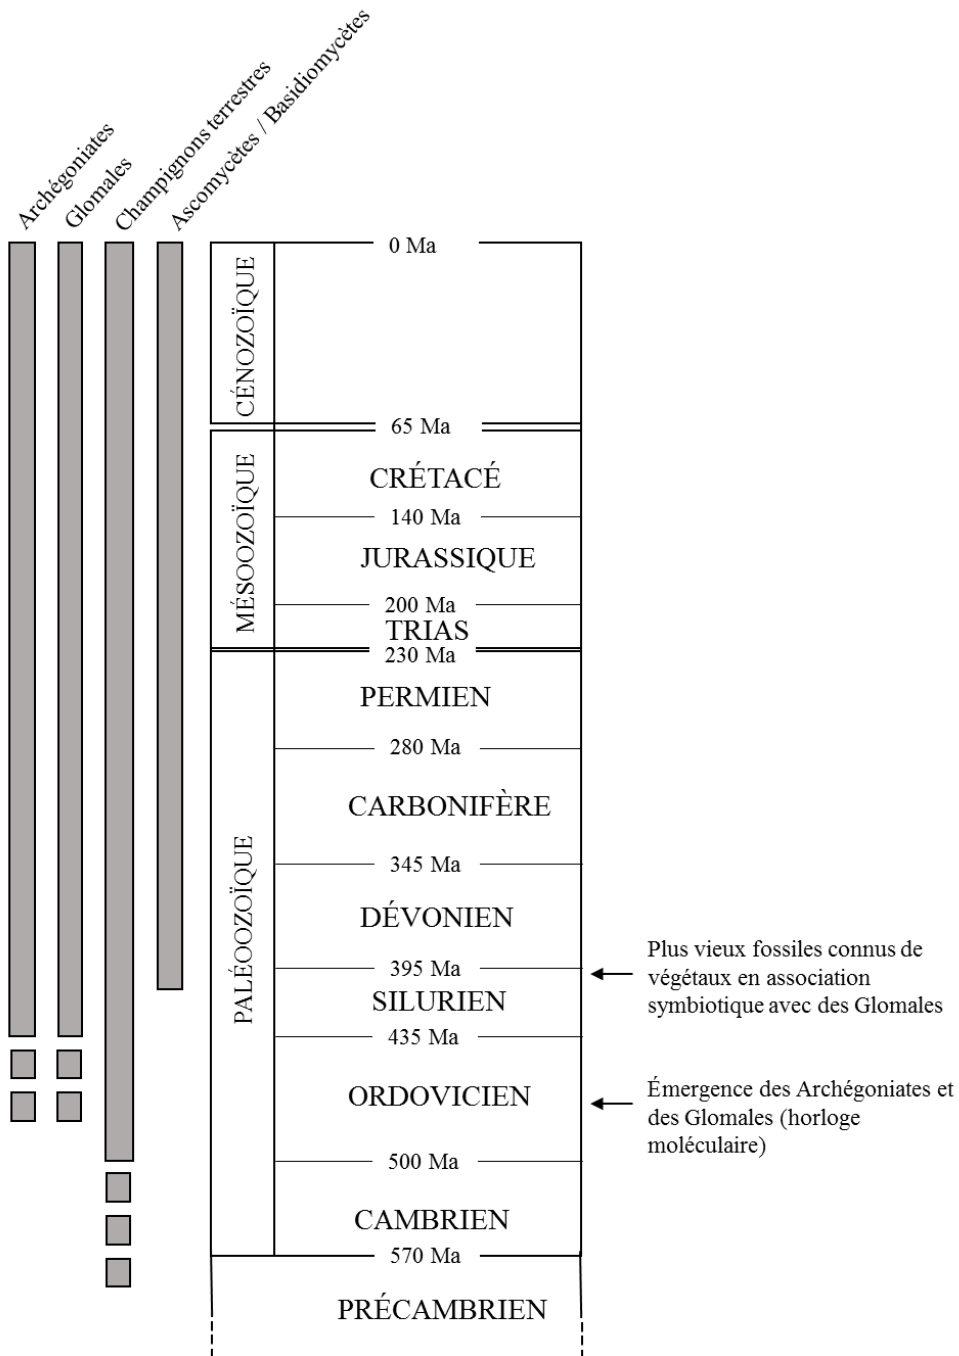 Archégoniates
Glomales
Champignons terrestres
Ascomycètes / Basidiomycètes
CÉNOZOÏQUE
0 Ma
65 Ma
MÉSOOZOÏQUE
CRÉTACÉ
140 Ma
JURASSIQUE
200 Ma
TRIAS
230 Ma
PALÉOOZOÏQUE
PERMIEN
280 Ma
CARBONIFÈRE
345 Ma
DÉVONIEN
395 Ma
SILURIEN
435 Ma
ORDOVICIEN
500 Ma
CAMBRIEN
570 Ma
PRÉCAMBRIEN
Plus vieux fossiles connus de
végétaux en association
symbiotique avec des Glomales
Émergence des Archégoniates et
des Glomales (horloge
moléculaire)